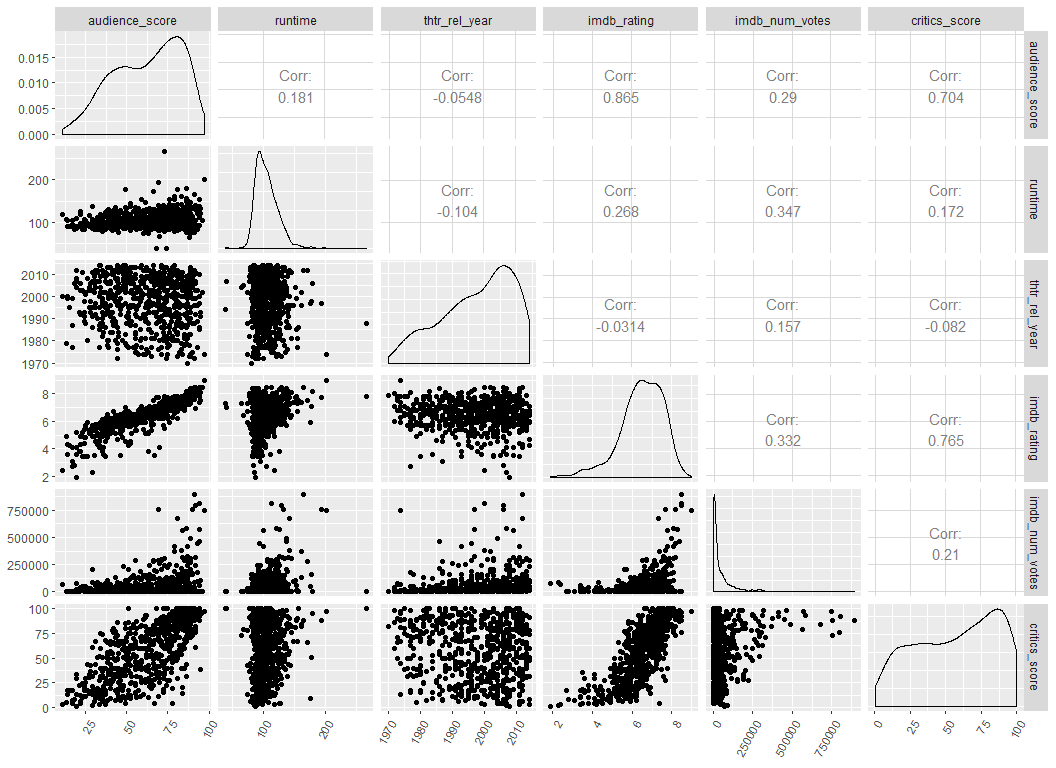 audience_score runtime thtr_rel_year imdb_rating imdb_num_votes critics_score
0.015
0.010
0.005
0.000
Corr:
0.181
Corr:
-0.0548
Corr:
0.865
Corr:
0.29
Corr:
0.704
audience_score
200
100
Corr:
-0.104
Corr:
0.268
Corr:
0.347
Corr:
0.172
runtime
2010
2000
1990
1980
1970
Corr:
-0.0314
Corr:
0.157
Corr:
-0.082
thtr_rel_year
8
6
4
2
Corr:
0.332
Corr:
0.765
imdb_rating
750000
500000
250000
0
Corr:
0.21
imdb_num_votes
100
75
50
25
0
critics_score
25 50 75 100 100 200 1970 1980 1990 2000 2010 2 4 6 8 0 250000 500000 750000 0 25 50 75 100